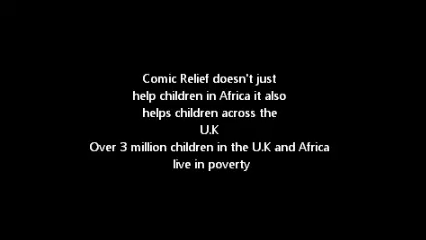 Comic Relief doesn't just
help children in Africa it also
helps children across the
U.K
Over 3 million children in the U.K and Africa
live in poverty